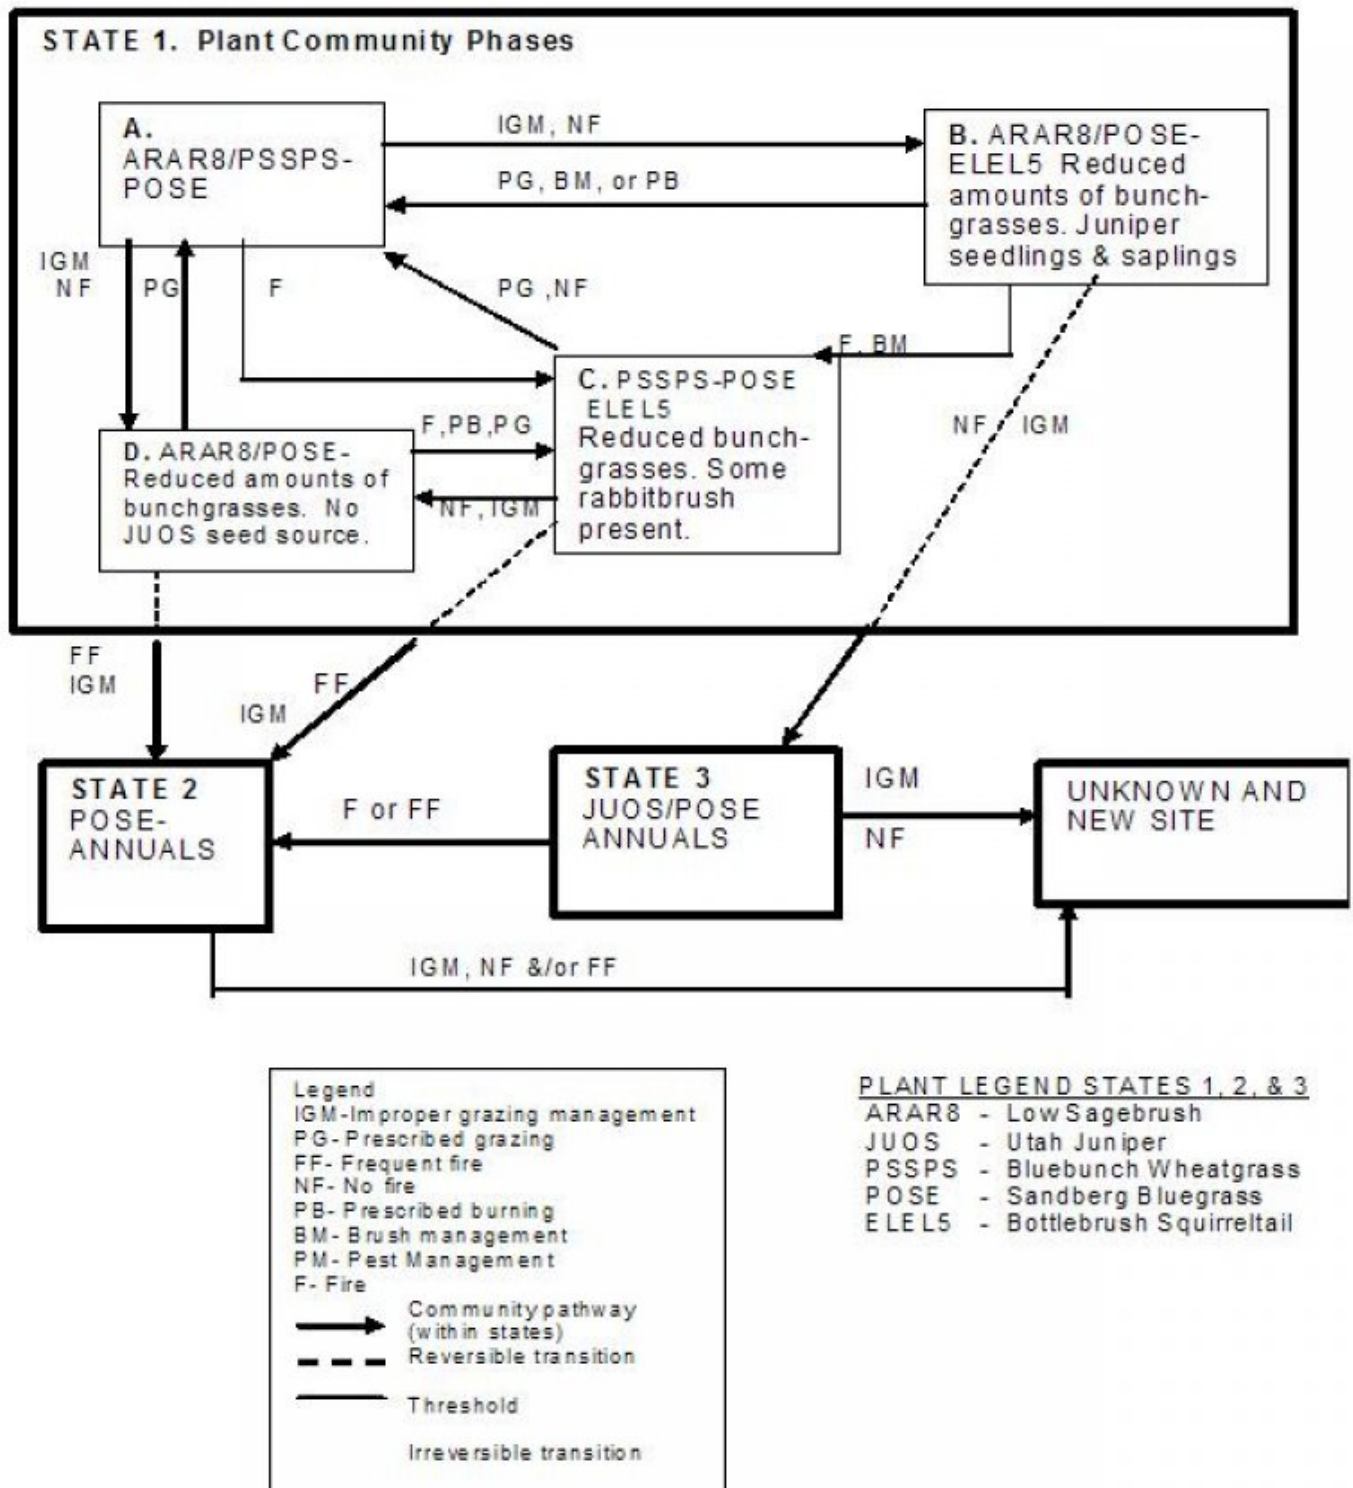 STATE 1. Plant Community Phases
A.
ARAR8/PSSPS-
POSE
IGM, NF
PG, BM, or PB
B. ARAR8/POSE-
ELEL5 Reduced
amounts of bunch-
grasses. Juniper
seedlings & saplings
IGM
NF
PG
F
PG ,NF
F, BM
C. PSSPS-POSE
ELEL5
Reduced bunch-
grasses. Some
rabbitbrush
present.
NF
IGM
F,PB,PG
NF,IGM
D. ARAR8/POSE-
Reduced amounts of
bunchgrasses. No
JUOS seed source.
FF
IGM
FF
IGM
STATE 2
POSE-
ANNUALS
F or FF
STATE 3
JUOS/POSE
ANNUALS
IGM
NF
UNKNOWN AND
NEW SITE
IGM, NF &/or FF
Legend
IGM-Improper grazing management
PG- Prescribed grazing
FF- Frequent fire
NF- No fire
PB- Prescribed burning
BM- Brush management
PM- Pest Management
F- Fire
Community pathway
(within states)
Reversible transition
Threshold
Irreversible transition
PLANT LEGEND STATES 1, 2, & 3
ARAR8 - Low Sagebrush
JUOS - Utah Juniper
PSSPS - Bluebunch Wheatgrass
POSE - Sandberg Bluegrass
ELEL5 - Bottlebrush Squirreltail